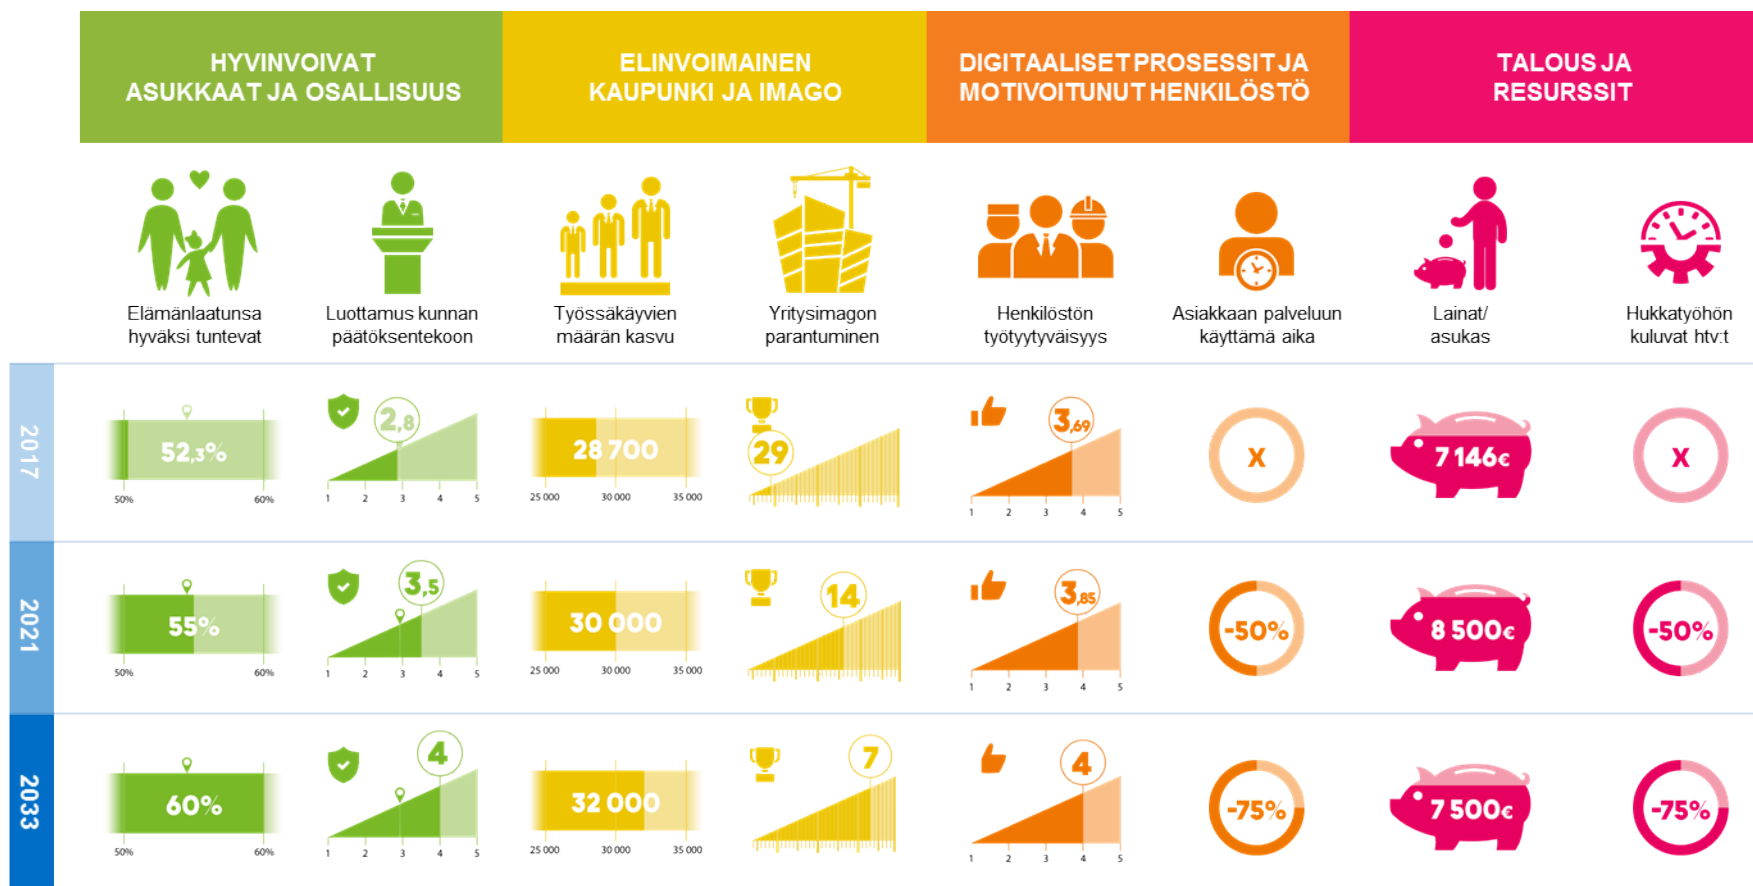 HYVINVOIVAT
ASUKKAAT JA OSALLISUUS
ELINVOIMAINEN
KAUPUNKI JA IMAGO
DIGITAALISET PROSESSIT JA
MOTIVOITUNUT HENKILÖSTÖ
TALOUS JA
RESURSSIT
Elämänlaatunsa
hyväksi tuntevat
Luottamus kunnan
päätöksentekoon
Työssäkäyvien
määrän kasvu
Yritysimagon
parantuminen
Henkilöstön
työtyytyväisyys
Asiakkaan palveluun
käyttämä aika
Lainat/
asukas
Hukkatyöhön
kuluvat htv:t
2017
52,3%
50% 60%
2,8
1 2 3 4 5
28 700
25 000 30 000 35 000
29
3,69
1 2 3 4 5
X
7 146€
X
2021
55%
50% 60%
3,5
1 2 3 4 5
30 000
25 000 30 000 35 000
14
3,85
1 2 3 4 5
-50%
8 500€
-50%
2033
60%
50% 60%
4
1 2 3 4 5
32 000
25 000 30 000 35 000
7
4
1 2 3 4 5
-75%
7 500€
-75%